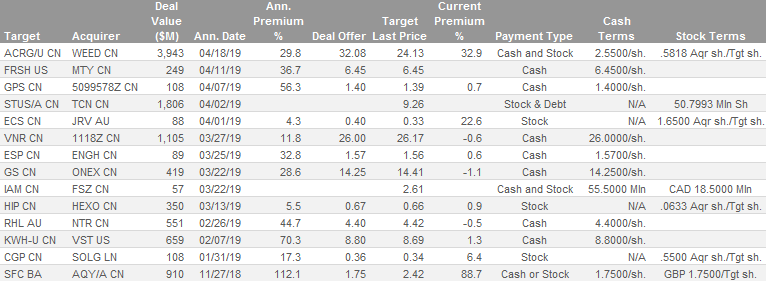 Deal Ann. Target Current
Value Premium Last Premium Cash
Target Acquirer ($M) Ann. Date % Deal Offer Price % Payment Type Terms Stock Terms
ACRG/U CN WEED CN 3,943 04/18/19 29.8 32.08 24.13 32.9 Cash and Stock 2.5500/sh. .5818 Aqr sh./Tgt sh.
FRSH US MTY CN 249 04/11/19 36.7 6.45 6.45 Cash 6.4500/sh.
GPS CN 5099578Z CN 108 04/07/19 56.3 1.40 1.39 0.7 Cash 1.4000/sh.
STUS/A CN TCN CN 1,806 04/02/19 9.26 Stock & Debt N/A 50.7993 Mln Sh
ECS CN JRV AU 88 04/01/19 4.3 0.40 0.33 22.6 Stock N/A 1.6500 Aqr sh./Tgt sh.
VNR CN 1118Z CN 1,105 03/27/19 11.8 26.00 26.17 -0.6 Cash 26.0000/sh.
ESP CN ENGH CN 89 03/25/19 32.8 1.57 1.56 0.6 Cash 1.5700/sh.
GS CN ONEX CN 419 03/22/19 28.6 14.25 14.41 -1.1 Cash 14.2500/sh.
IAM CN FSZ CN 57 03/22/19 2.61 Cash and Stock 55.5000 Mln CAD 18.5000 Mln
HIP CN HEXO CN 350 03/13/19 5.5 0.67 0.66 0.9 Stock N/A .0633 Aqr sh./Tgt sh.
RHL AU NTR CN 551 02/26/19 44.7 4.40 4.42 -0.5 Cash 4.4000/sh.
KWH-U CN VST US 659 02/07/19 70.3 8.80 8.69 1.3 Cash 8.8000/sh.
CGP CN SOLG LN 108 01/31/19 17.3 0.36 0.34 6.4 Stock N/A .5500 Aqr sh./Tgt sh.
SFC BA AQY/A CN 910 11/27/18 112.1 1.75 2.42 88.7 Cash or Stock 1.7500/sh. GBP 1.7500/Tgt sh.